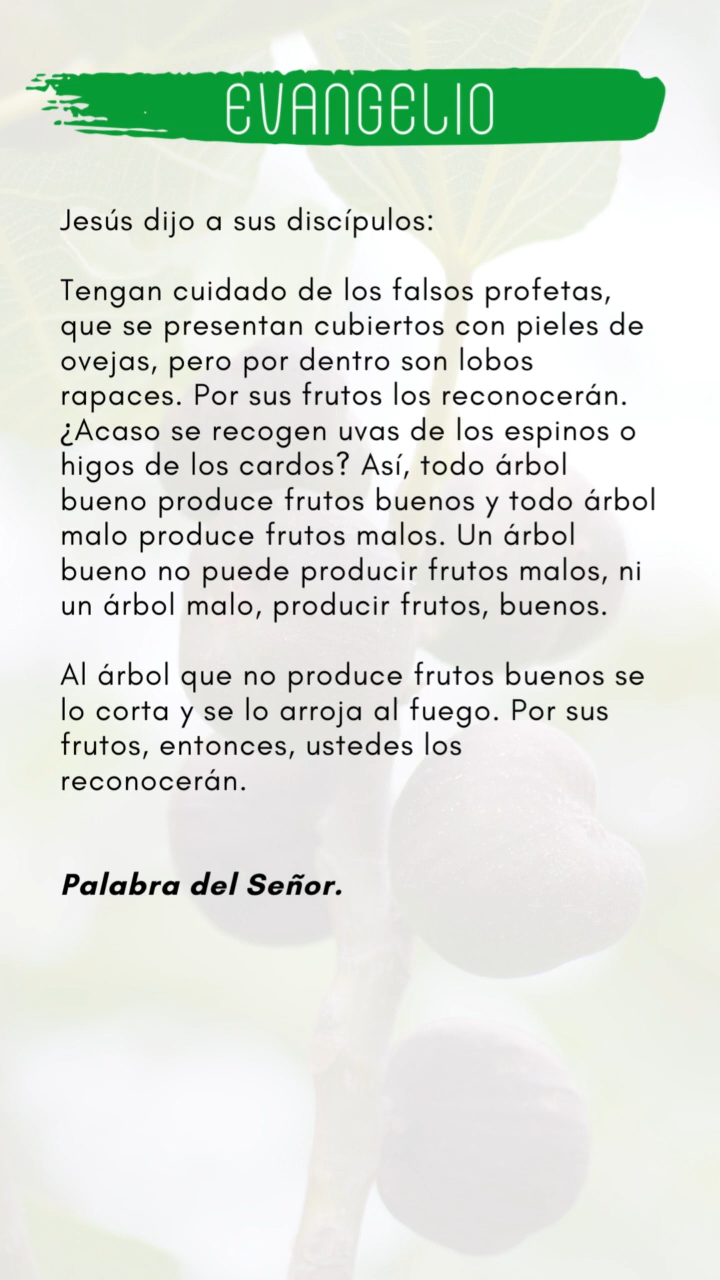 EVANGELIO
Jesús dijo a sus discípulos:
Tengan cuidado de los falsos profetas,
que se presentan cubiertos con pieles de
ovejas, pero por dentro son lobos
rapaces. Por sus frutos los reconocerán.
¿Acaso se recogen uvas de los espinos o
higos de los cardos? Así, todo árbol
bueno produce frutos buenos y todo árbol
malo produce frutos malos. Un árbol
bueno no puede producir frutos malos, ni
un árbol malo, producir frutos, buenos.
Al árbol que no produce frutos buenos se
lo corta y se lo arroja al fuego. Por sus
frutos, entonces, ustedes los
reconocerán.
Palabra del Señor.